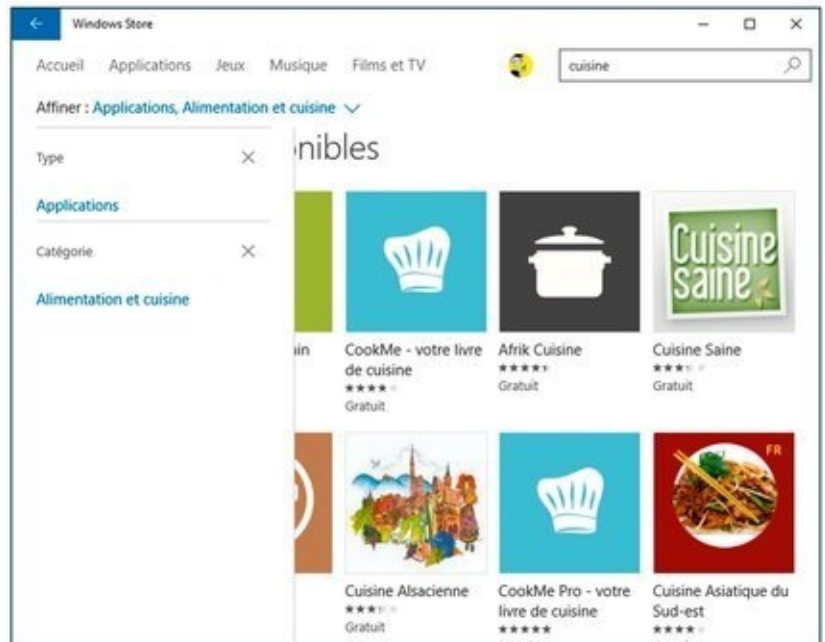 Windows Store
Accueil Applications Jeux Musique Films et TV
cuisine
Affiner : Applications, Alimentation et cuisine
nibles
Type
Applications
Catégorie
Alimentation et cuisine
Cuisine
saine
in
CookMe - votre livre
de cuisine
Gratuit
Afrik Cuisine
Gratuit
Cuisine Saine
Gratuit
FR
Cuisine Alsacienne
Gratuit
CookMe Pro - votre
livre de cuisine
Cuisine Asiatique du
Sud-est